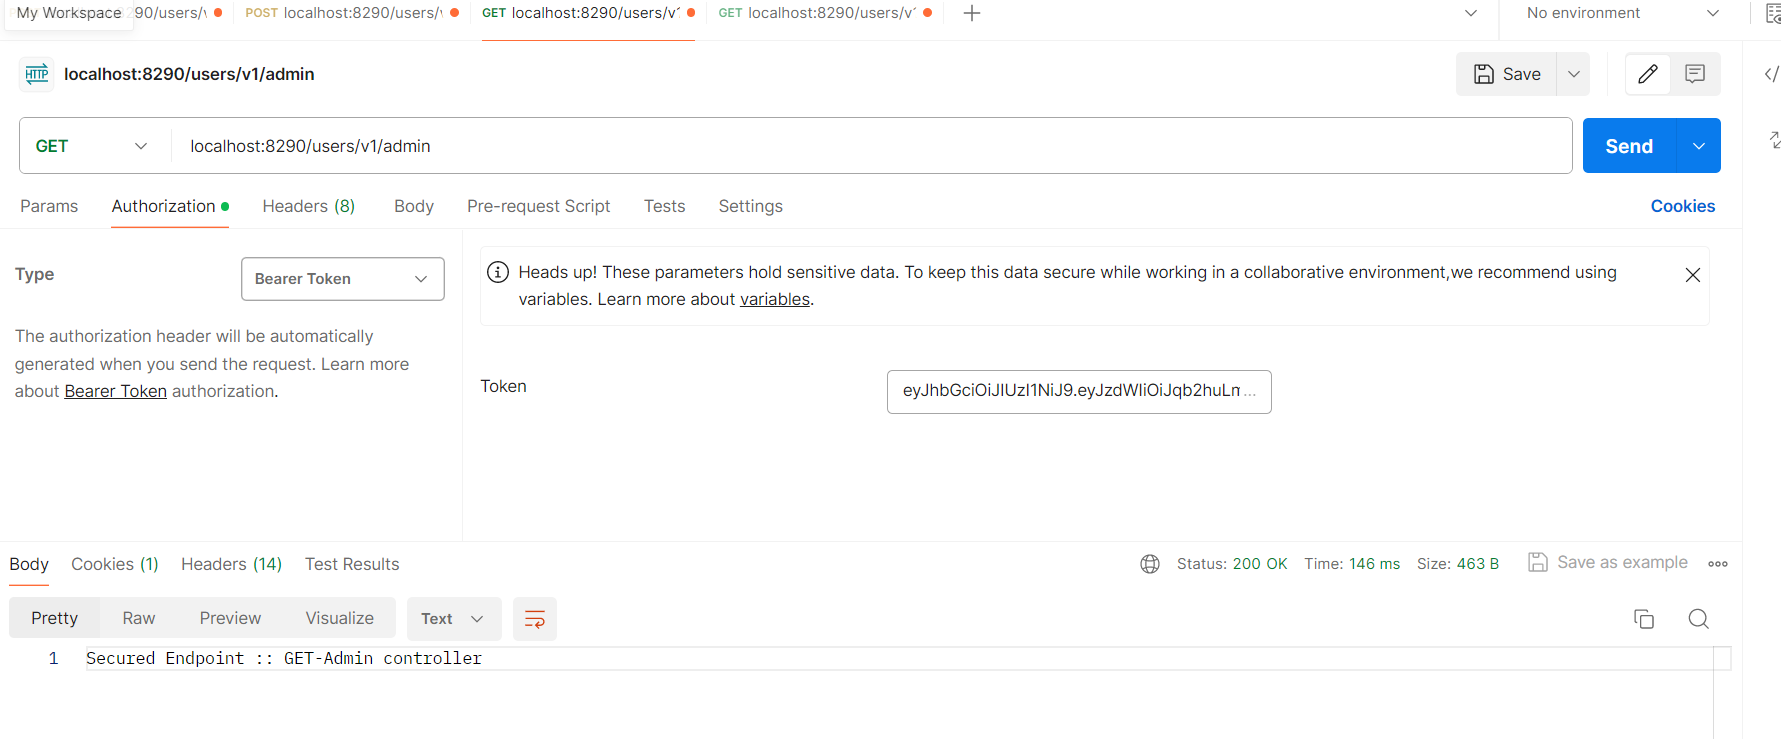 My Workspace 90/users/v
POST localhost:8290/users/v
GET localhost:8290/users/v1
GET localhost:8290/users/v1
No environment
HTTP localhost:8290/users/v1/admin
Save
GET localhost:8290/users/v1/admin
Send
Params Authorization Headers (8) Body Pre-request Script Tests Settings
Cookies
Type
Bearer Token
The authorization header will be automatically
generated when you send the request. Learn more
about Bearer Token authorization.
Heads up! These parameters hold sensitive data. To keep this data secure while working in a collaborative environment,we recommend using
variables. Learn more about variables.
Token
eyJhbGciOiJIUzI1NiJ9.eyJzdWIiOiJqb2huLm...
Body Cookies (1) Headers (14) Test Results
Status: 200 OK Time: 146 ms Size: 463 B
Save as example
Pretty Raw Preview Visualize Text
1 Secured Endpoint :: GET-Admin controller